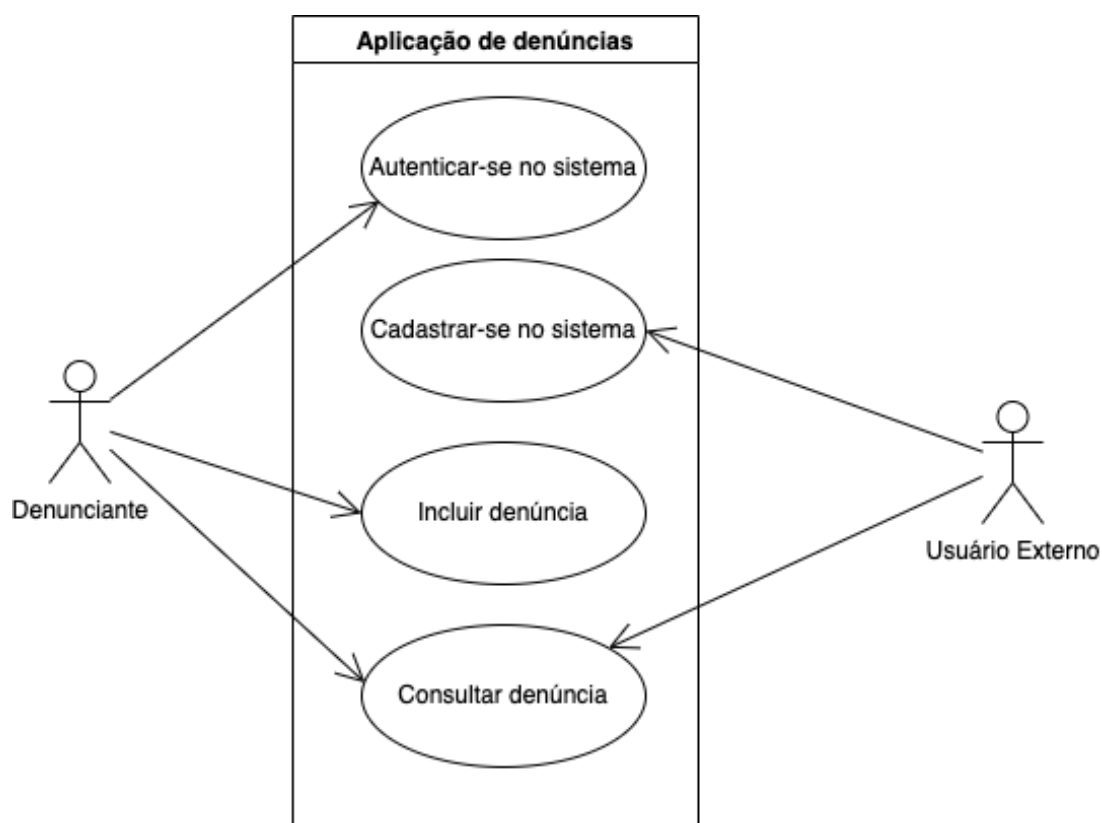 Aplicação de denúncias
Autenticar-se no sistema
Cadastrar-se no sistema
Denunciante
Incluir denúncia
Usuário Externo
Consultar denúncia